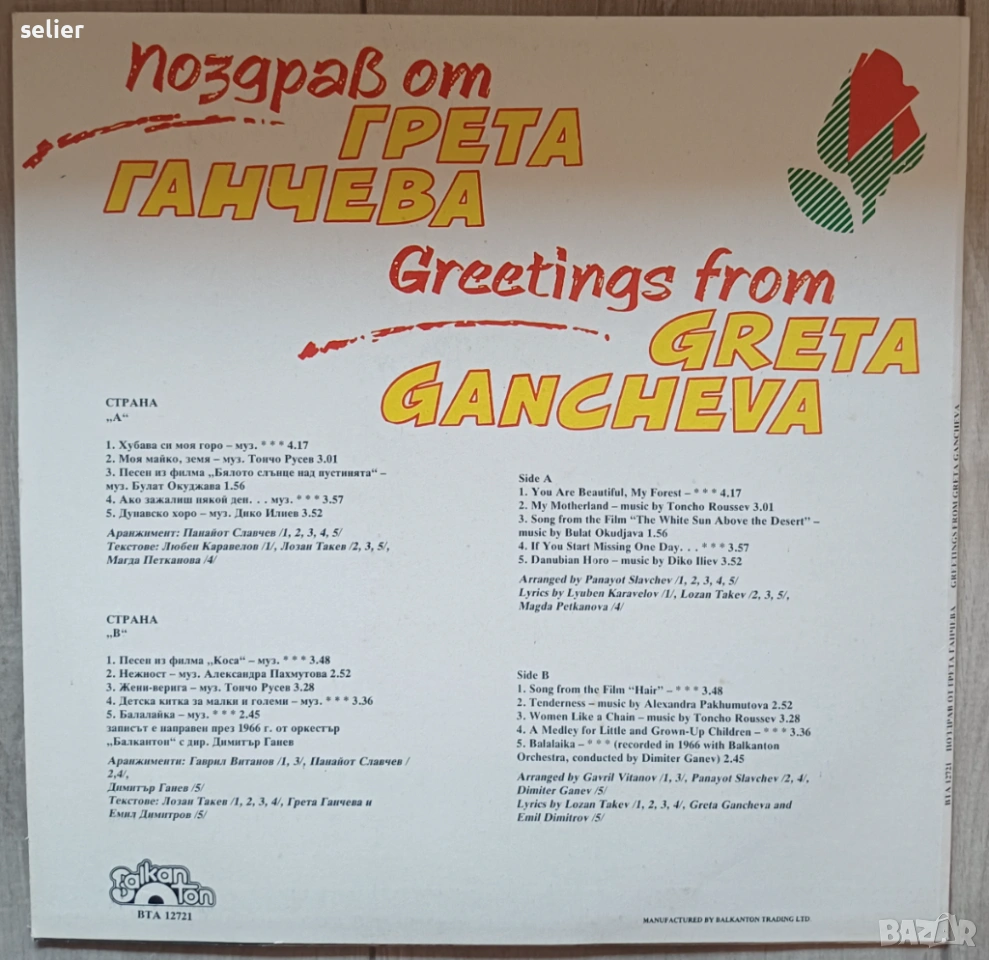 selier
Поздрав от
ГРЕТА
ГАНЧЕВА
Greetings from
GRETA
GANCHEVA
СТРАНА
„А“
1. Хубава си моя горо – муз. * * * 4.17
2. Моя майко, земя – муз. Тончо Русев 3.01
3. Песен из филма „Бялото слънце над пустинята“ –
муз. Булат Окуджава 1.56
4. Ако зажалиш някой ден. . . муз. * * * 3.57
5. Дунавско хоро – муз. Дико Илиев 3.52
Аранжимент: Панайот Славчев /1, 2, 3, 4, 5/
Текстове: Любен Каравелов /1/, Лозан Такев /2, 3, 5/,
Магда Петканова /4/
СТРАНА
„В“
1. Песен из филма „Коса“ – муз. * * * 3.48
2. Нежност – муз. Александра Пахмутова 2.52
3. Жени-верига – муз. Тончо Русев 3.28
4. Детска китка за малки и големи – муз. * * * 3.36
5. Балалайка – муз. * * * 2.45
записът е направен през 1966 г. от оркестър
„Балкантон“ с дир. Димитър Ганев
Аранжименти: Гаврил Витанов /1, 3/, Панайот Славчев /
2,4/,
Димитър Ганев /5/
Текстове: Лозан Такев /1, 2, 3, 4/, Грета Ганчева и
Емил Димитров /5/
Side A
1. You Are Beautiful, My Forest – * * * 4.17
2. My Motherland – music by Toncho Roussev 3.01
3. Song from the Film “The White Sun Above the Desert” –
music by Bulat Okudjava 1.56
4. If You Start Missing One Day. . . * * * 3.57
5. Danubian Horo – music by Diko Iliev 3.52
Arranged by Panayot Slavchev /1, 2, 3, 4, 5/
Lyrics by Lyuben Karavelov /1/, Lozan Takev /2, 3, 5/,
Magda Petkanova /4/
Side B
1. Song from the Film “Hair” – * * * 3.48
2. Tenderness – music by Alexandra Pakhumutova 2.52
3. Women Like a Chain – music by Toncho Roussev 3.28
4. A Medley for Little and Grown-Up Children – * * * 3.36
5. Balalaika – * * * (recorded in 1966 with Balkanton
Orchestra, conducted by Dimiter Ganev) 2.45
Arranged by Gavril Vitanov /1, 3/, Panayot Slavchev /2, 4/,
Dimiter Ganev /5/
Lyrics by Lozan Takev /1, 2, 3, 4/, Greta Gancheva and
Emil Dimitrov /5/
Balkanton
ВТА 12721
MANUFACTURED BY BALKANTON TRADING LTD.
ВТА 12721 ПОЗДРАВ ОТ ГРЕТА ГАНЧЕВА GREETINGS FROM GRETA GANCHEVA
BAZAR